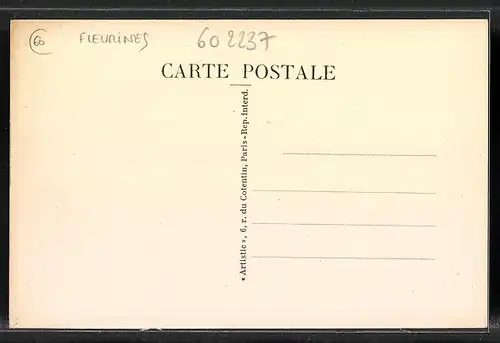 60 FLEURINES 602237
CARTE POSTALE
« Artistic », 6, r. du Cotentin, Paris - Rep. Interd.